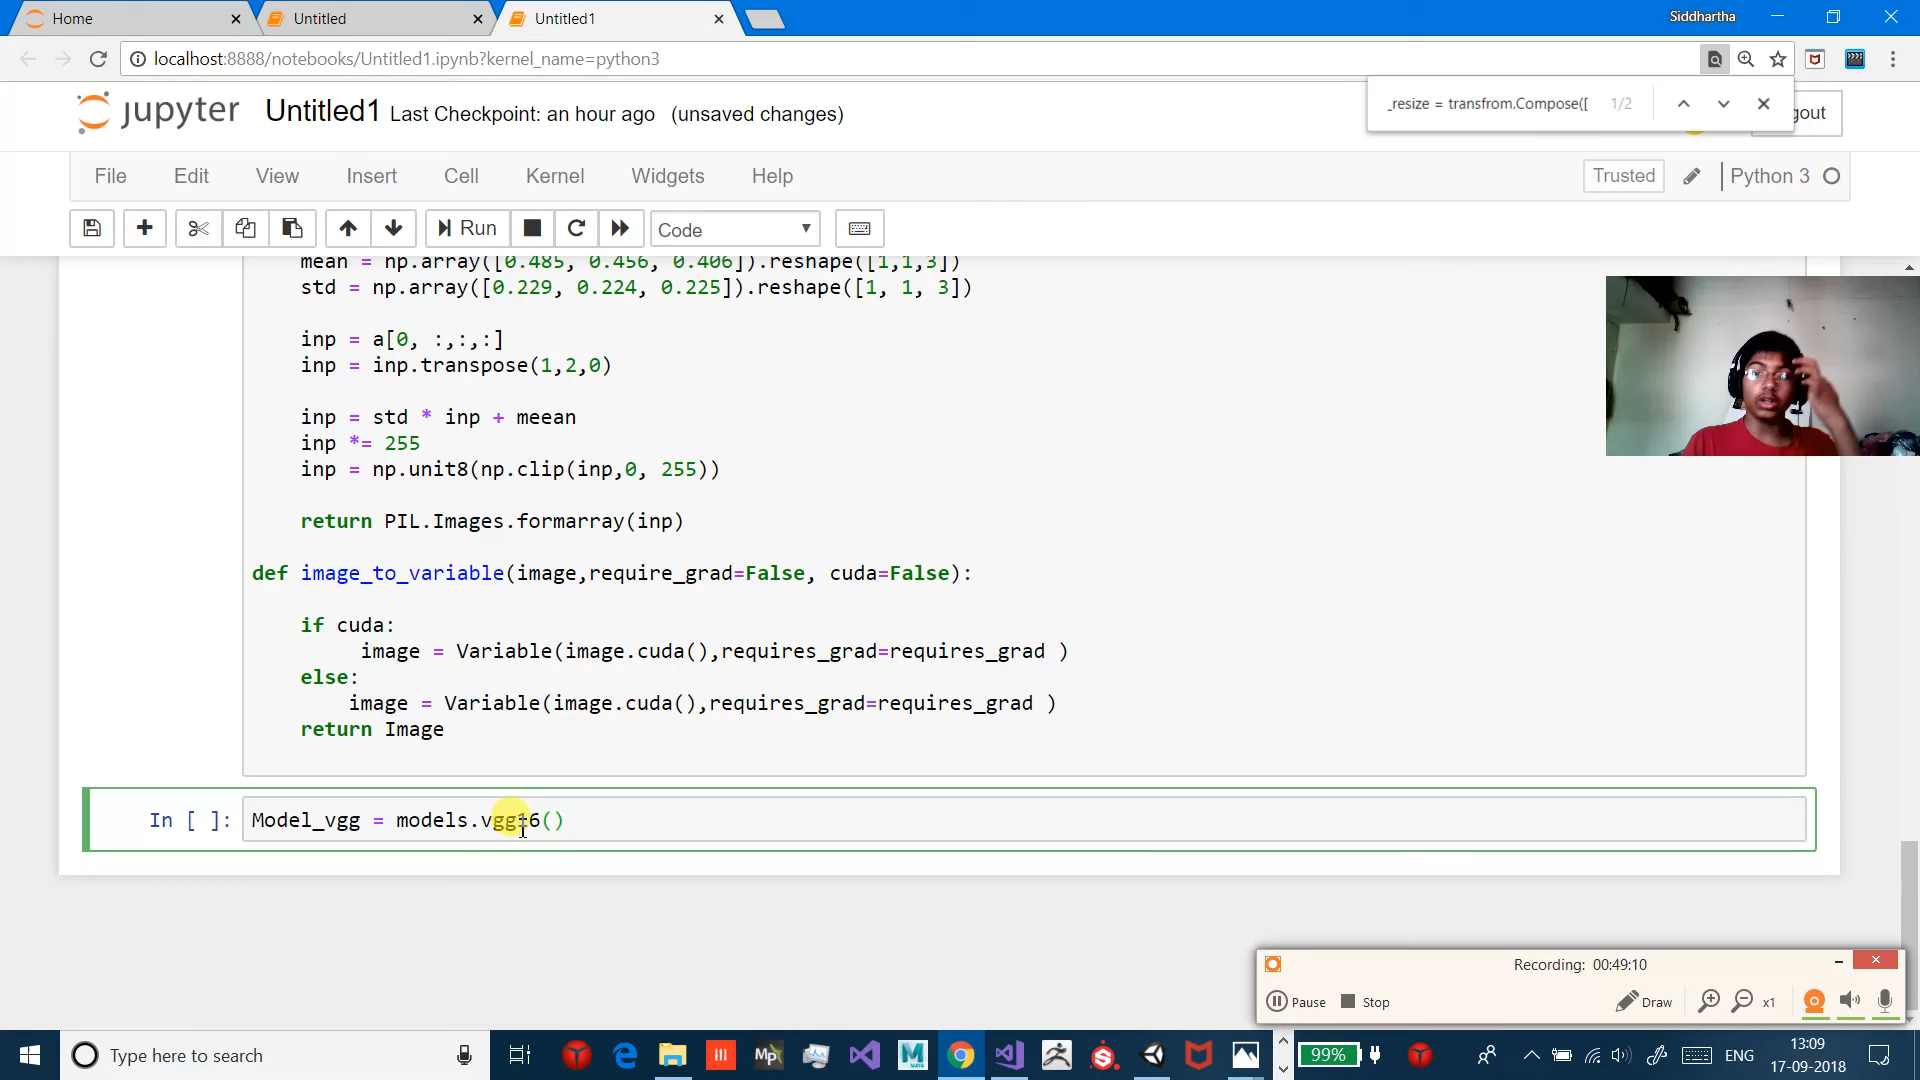 Home
Untitled
Untitled1
Siddhartha
localhost:8888/notebooks/Untitled1.ipynb?kernel_name=python3
_resize = transfrom.Compose([ 1/2
jupyter Untitled1 Last Checkpoint: an hour ago (unsaved changes)
gout
File Edit View Insert Cell Kernel Widgets Help
Trusted Python 3
Run Code
mean = np.array([0.485, 0.456, 0.406]).reshape([1,1,3])
std = np.array([0.229, 0.224, 0.225]).reshape([1, 1, 3])
inp = a[0, :,:,:]
inp = inp.transpose(1,2,0)
inp = std * inp + meean
inp *= 255
inp = np.unit8(np.clip(inp,0, 255))
return PIL.Images.formarray(inp)
def image_to_variable(image,require_grad=False, cuda=False):
if cuda:
image = Variable(image.cuda(),requires_grad=requires_grad )
else:
image = Variable(image.cuda(),requires_grad=requires_grad )
return Image
In [ ]: Model_vgg = models.vgg16()
Recording: 00:49:10
Pause Stop Draw x1
Type here to search
99%
ENG
13:09
17-09-2018